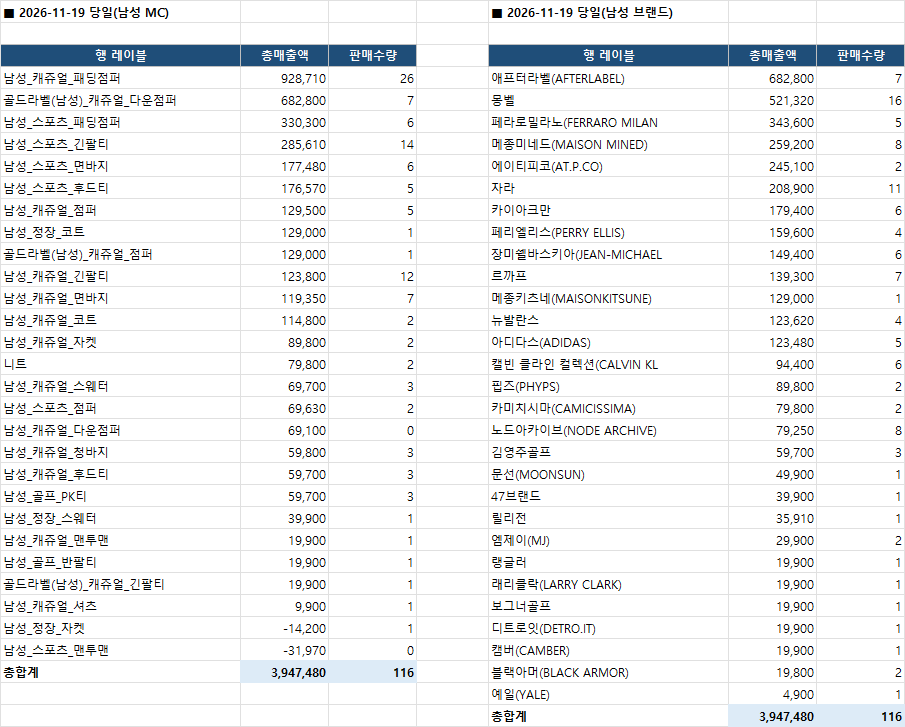 ■ 2026-11-19 당일(남성 MC)
행 레이블 총매출액 판매수량
남성_캐쥬얼_패딩점퍼 928,710 26
골드라벨(남성)_캐쥬얼_다운점퍼 682,800 7
남성_스포츠_패딩점퍼 330,300 6
남성_스포츠_긴팔티 285,610 14
남성_스포츠_면바지 177,480 6
남성_스포츠_후드티 176,570 5
남성_캐쥬얼_점퍼 129,500 5
남성_정장_코트 129,000 1
골드라벨(남성)_캐쥬얼_점퍼 129,000 1
남성_캐쥬얼_긴팔티 123,800 12
남성_캐쥬얼_면바지 119,350 7
남성_캐쥬얼_코트 114,800 2
남성_캐쥬얼_자켓 89,800 2
니트 79,800 2
남성_캐쥬얼_스웨터 69,700 3
남성_스포츠_점퍼 69,630 2
남성_캐쥬얼_다운점퍼 69,100 0
남성_캐쥬얼_청바지 59,800 3
남성_캐쥬얼_후드티 59,700 3
남성_골프_PK티 59,700 3
남성_정장_스웨터 39,900 1
남성_캐쥬얼_맨투맨 19,900 1
남성_골프_반팔티 19,900 1
골드라벨(남성)_캐쥬얼_긴팔티 19,900 1
남성_캐쥬얼_셔츠 9,900 1
남성_정장_자켓 -14,200 1
남성_스포츠_맨투맨 -31,970 0
총합계 3,947,480 116
■ 2026-11-19 당일(남성 브랜드)
행 레이블 총매출액 판매수량
애프터라벨(AFTERLABEL) 682,800 7
몽벨 521,320 16
페라로밀라노(FERRARO MILAN 343,600 5
메종미네드(MAISON MINED) 259,200 8
에이티피코(AT.P.CO) 245,100 2
자라 208,900 11
카이아크만 179,400 6
페리엘리스(PERRY ELLIS) 159,600 4
장미쉘바스키아(JEAN-MICHAEL 149,400 6
르까프 139,300 7
메종키츠네(MAISONKITSUNE) 129,000 1
뉴발란스 123,620 4
아디다스(ADIDAS) 123,480 5
캘빈 클라인 컬렉션(CALVIN KL 94,400 6
핍즈(PHYPS) 89,800 2
카미치시마(CAMICISSIMA) 79,800 2
노드아카이브(NODE ARCHIVE) 79,250 8
김영주골프 59,700 3
문선(MOONSUN) 49,900 1
47브랜드 39,900 1
릴리전 35,910 1
엠제이(MJ) 29,900 2
랭글러 19,900 1
래리클락(LARRY CLARK) 19,900 1
보그너골프 19,900 1
디트로잇(DETRO.IT) 19,900 1
캠버(CAMBER) 19,900 1
블랙아머(BLACK ARMOR) 19,800 2
예일(YALE) 4,900 1
총합계 3,947,480 116